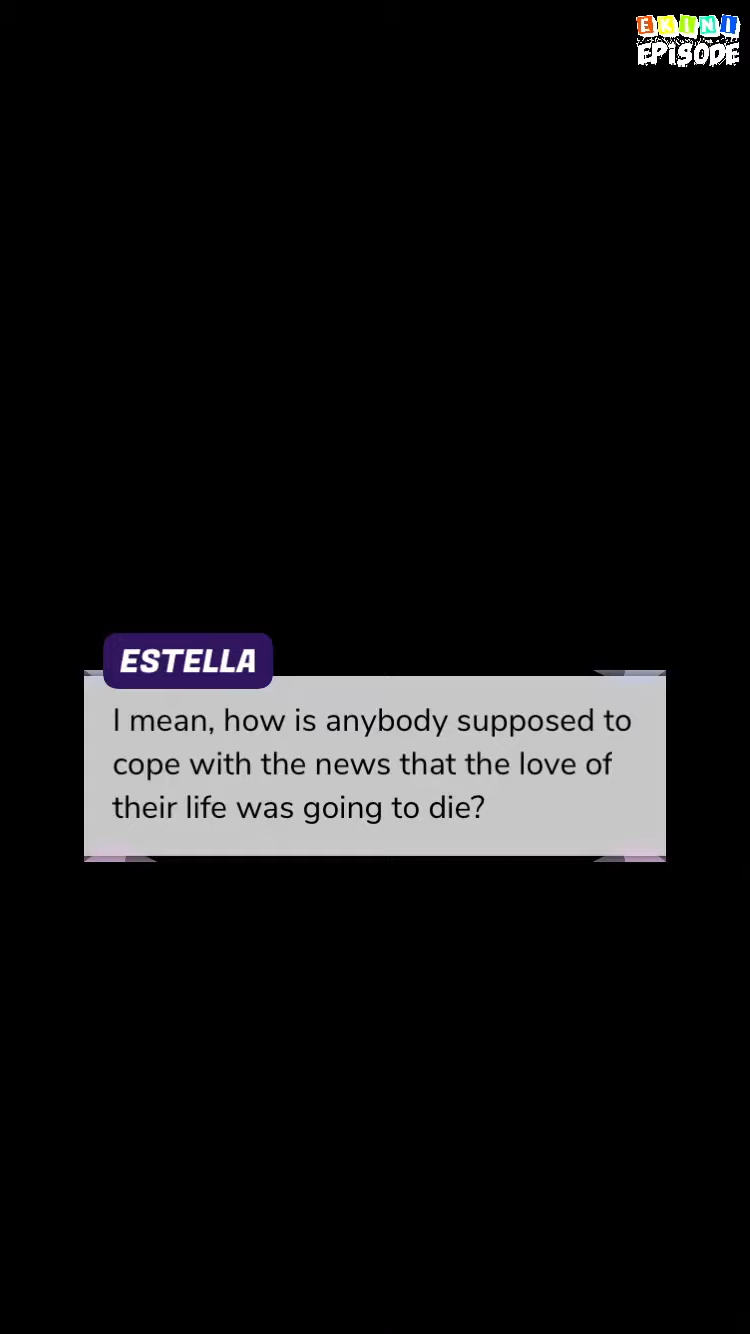 EKINI
EPISODE
ESTELLA
I mean, how is anybody supposed to
cope with the news that the love of
their life was going to die?